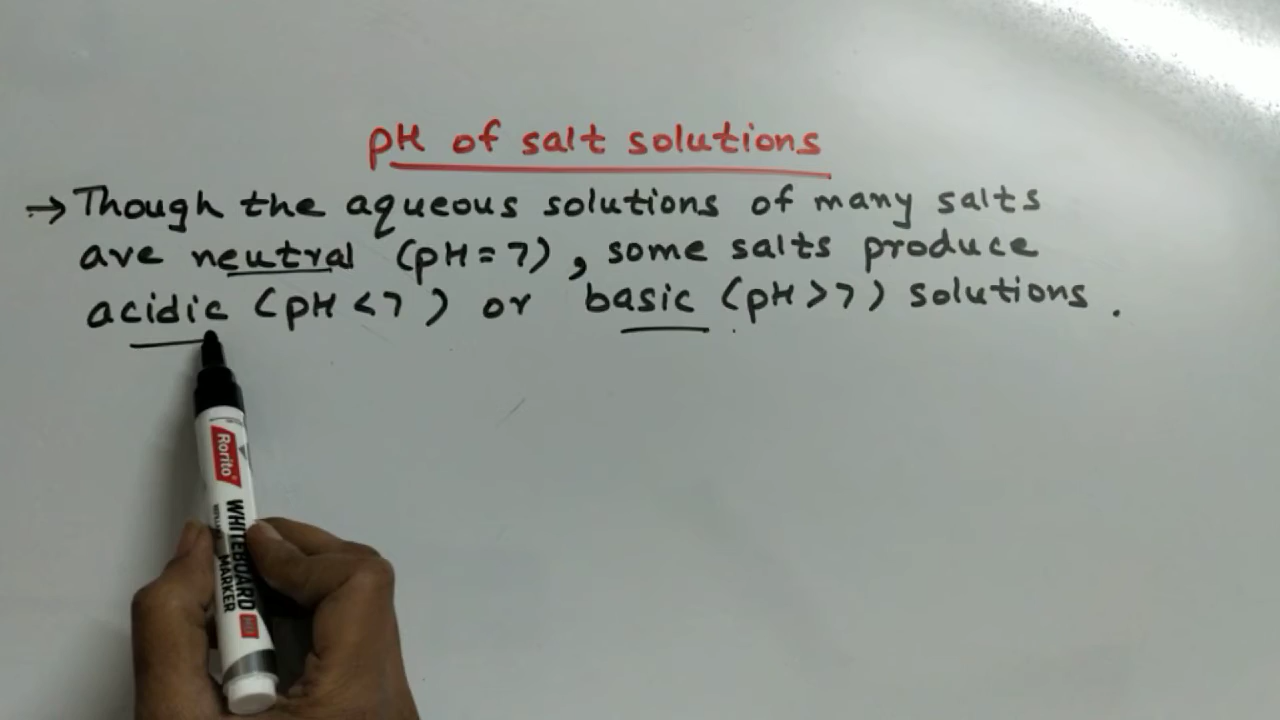 pH of salt solutions
→ Though the aqueous solutions of many salts
are neutral (pH = 7), some salts produce
acidic (pH < 7) or basic (pH > 7) solutions.
Rorito®
WHITEBOARD
MARKER